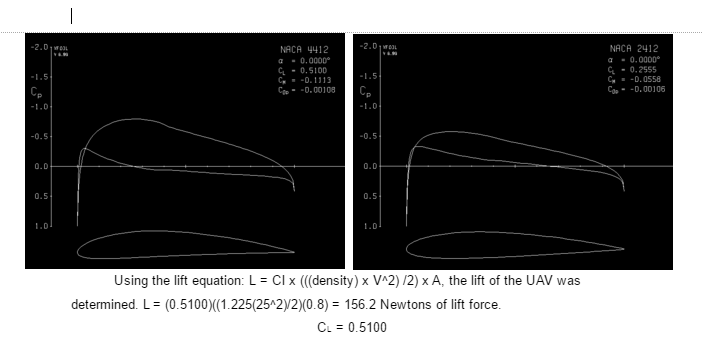 -2.0 VFOIL NACA 4412
V 6.86 α = 0.0000°
-1.5 CL = 0.5100
CM = -0.1113
Cp CDp = -0.00108
-1.0
-0.5
0.0
0.5
1.0
-2.0 NACA 2412
α = 0.0000°
-1.5 CL = 0.2555
CM = -0.0558
Cp CDp = -0.00106
-1.0
-0.5
0.0
0.5
1.0
Using the lift equation: L = Cl x (((density) x V^2) /2) x A, the lift of the UAV was
determined. L = (0.5100)((1.225(25^2)/2)(0.8) = 156.2 Newtons of lift force.
CL = 0.5100